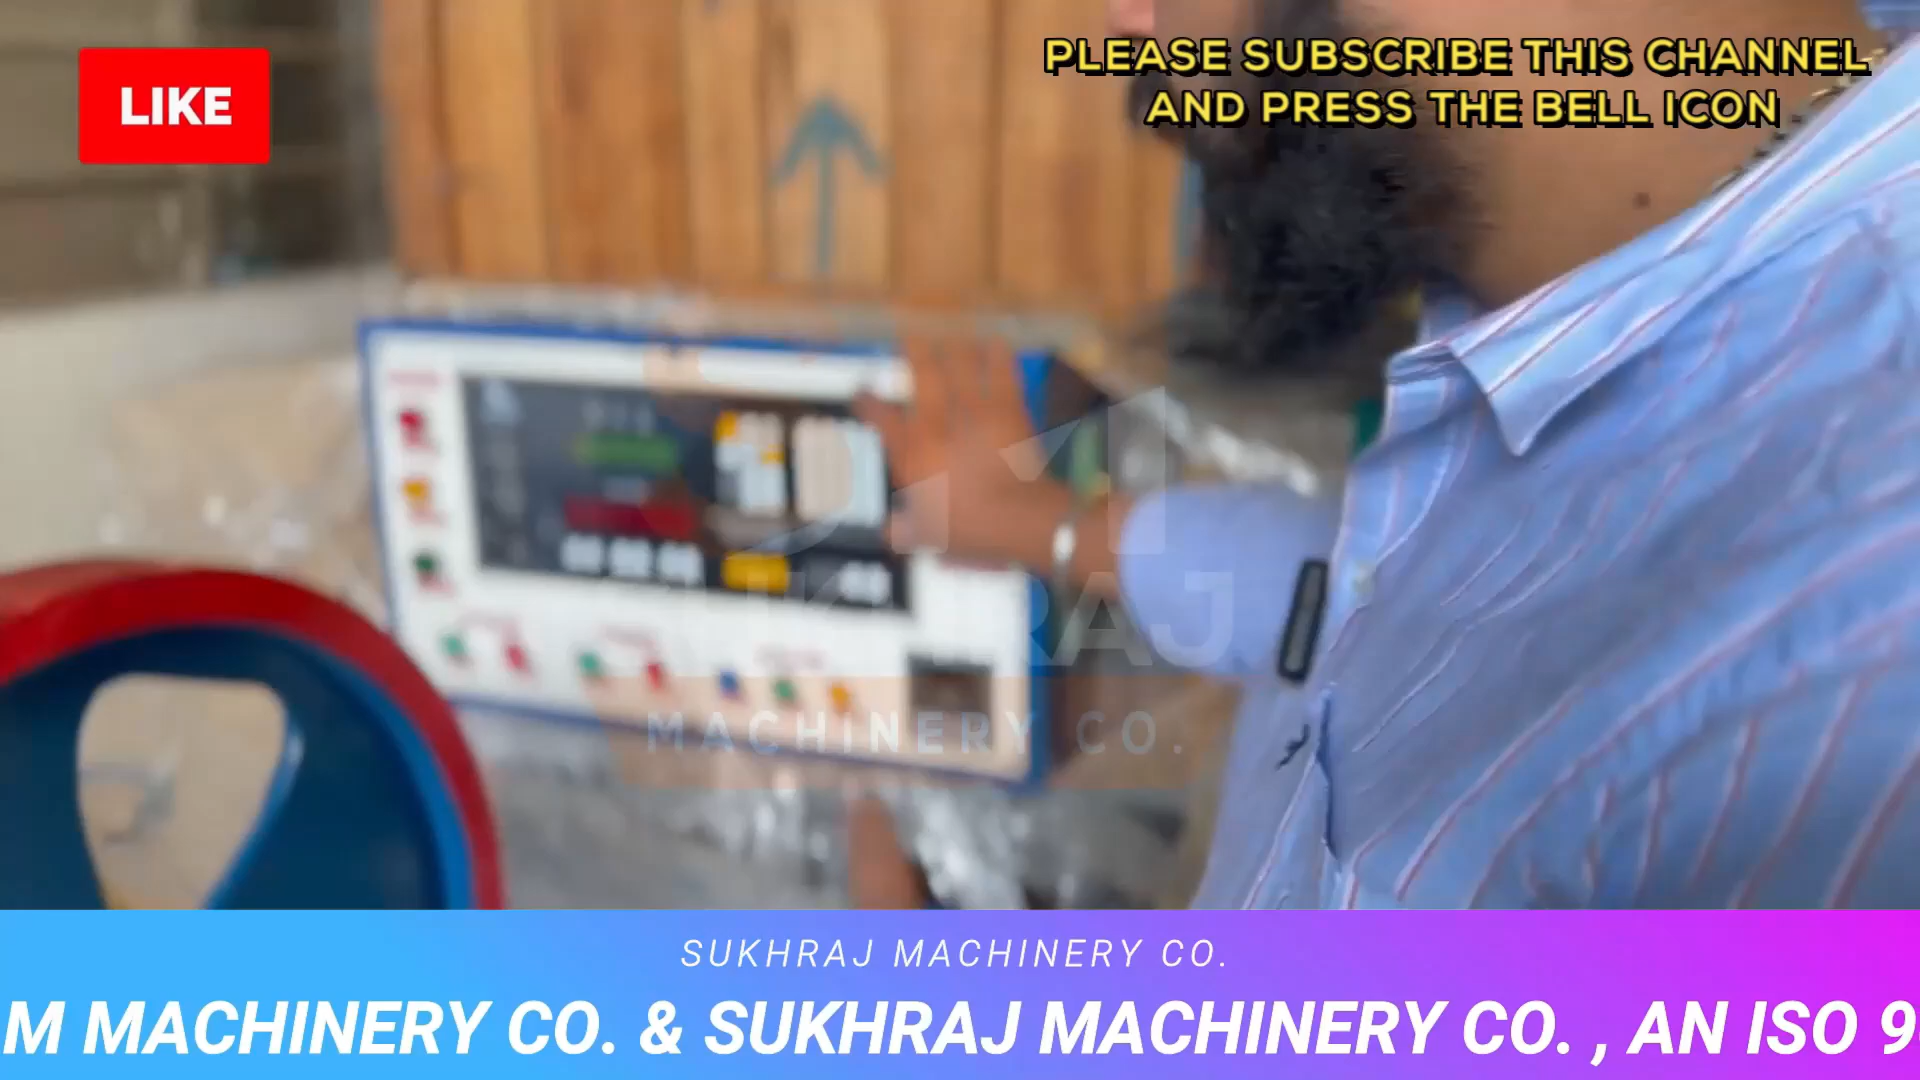 LIKE
PLEASE SUBSCRIBE THIS CHANNEL
AND PRESS THE BELL ICON
SUKHRAJ
MACHINERY CO.
SUKHRAJ MACHINERY CO.
M MACHINERY CO. & SUKHRAJ MACHINERY CO. , AN ISO 9